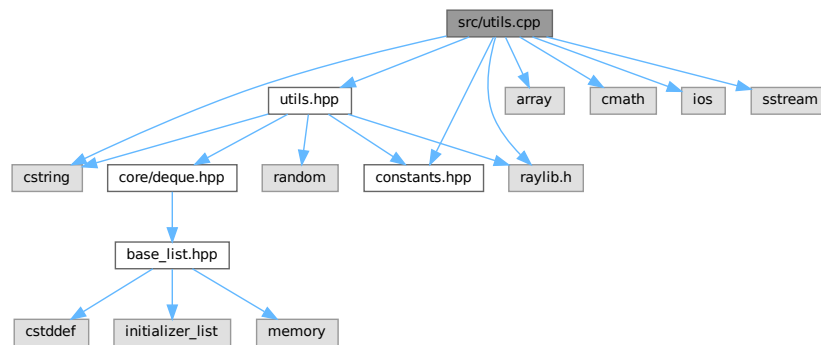 src/utils.cpp
utils.hpp
array
cmath
ios
sstream
cstring
core/deque.hpp
random
constants.hpp
raylib.h
base_list.hpp
cstddef
initializer_list
memory